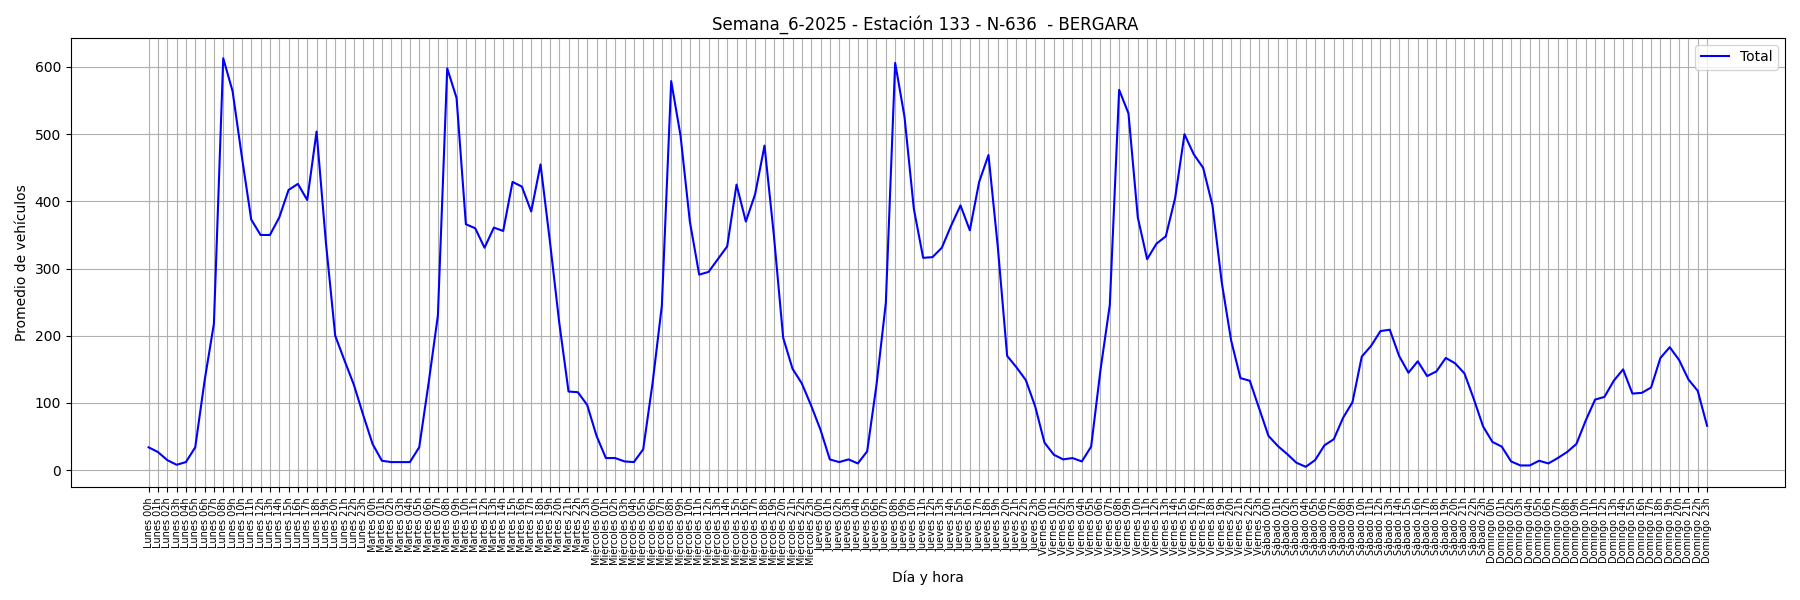 Semana_6-2025 - Estación 133 - N-636 - BERGARA
Total
Promedio de vehículos
600
500
400
300
200
100
0
Lunes 00h
Lunes 01h
Lunes 02h
Lunes 03h
Lunes 04h
Lunes 05h
Lunes 06h
Lunes 07h
Lunes 08h
Lunes 09h
Lunes 10h
Lunes 11h
Lunes 12h
Lunes 13h
Lunes 14h
Lunes 15h
Lunes 16h
Lunes 17h
Lunes 18h
Lunes 19h
Lunes 20h
Lunes 21h
Lunes 22h
Lunes 23h
Martes 00h
Martes 01h
Martes 02h
Martes 03h
Martes 04h
Martes 05h
Martes 06h
Martes 07h
Martes 08h
Martes 09h
Martes 10h
Martes 11h
Martes 12h
Martes 13h
Martes 14h
Martes 15h
Martes 16h
Martes 17h
Martes 18h
Martes 19h
Martes 20h
Martes 21h
Martes 22h
Martes 23h
Miércoles 00h
Miércoles 01h
Miércoles 02h
Miércoles 03h
Miércoles 04h
Miércoles 05h
Miércoles 06h
Miércoles 07h
Miércoles 08h
Miércoles 09h
Miércoles 10h
Miércoles 11h
Miércoles 12h
Miércoles 13h
Miércoles 14h
Miércoles 15h
Miércoles 16h
Miércoles 17h
Miércoles 18h
Miércoles 19h
Miércoles 20h
Miércoles 21h
Miércoles 22h
Miércoles 23h
Jueves 00h
Jueves 01h
Jueves 02h
Jueves 03h
Jueves 04h
Jueves 05h
Jueves 06h
Jueves 07h
Jueves 08h
Jueves 09h
Jueves 10h
Jueves 11h
Jueves 12h
Jueves 13h
Jueves 14h
Jueves 15h
Jueves 16h
Jueves 17h
Jueves 18h
Jueves 19h
Jueves 20h
Jueves 21h
Jueves 22h
Jueves 23h
Viernes 00h
Viernes 01h
Viernes 02h
Viernes 03h
Viernes 04h
Viernes 05h
Viernes 06h
Viernes 07h
Viernes 08h
Viernes 09h
Viernes 10h
Viernes 11h
Viernes 12h
Viernes 13h
Viernes 14h
Viernes 15h
Viernes 16h
Viernes 17h
Viernes 18h
Viernes 19h
Viernes 20h
Viernes 21h
Viernes 22h
Viernes 23h
Sábado 00h
Sábado 01h
Sábado 02h
Sábado 03h
Sábado 04h
Sábado 05h
Sábado 06h
Sábado 07h
Sábado 08h
Sábado 09h
Sábado 10h
Sábado 11h
Sábado 12h
Sábado 13h
Sábado 14h
Sábado 15h
Sábado 16h
Sábado 17h
Sábado 18h
Sábado 19h
Sábado 20h
Sábado 21h
Sábado 22h
Sábado 23h
Domingo 00h
Domingo 01h
Domingo 02h
Domingo 03h
Domingo 04h
Domingo 05h
Domingo 06h
Domingo 07h
Domingo 08h
Domingo 09h
Domingo 10h
Domingo 11h
Domingo 12h
Domingo 13h
Domingo 14h
Domingo 15h
Domingo 16h
Domingo 17h
Domingo 18h
Domingo 19h
Domingo 20h
Domingo 21h
Domingo 22h
Domingo 23h
Día y hora